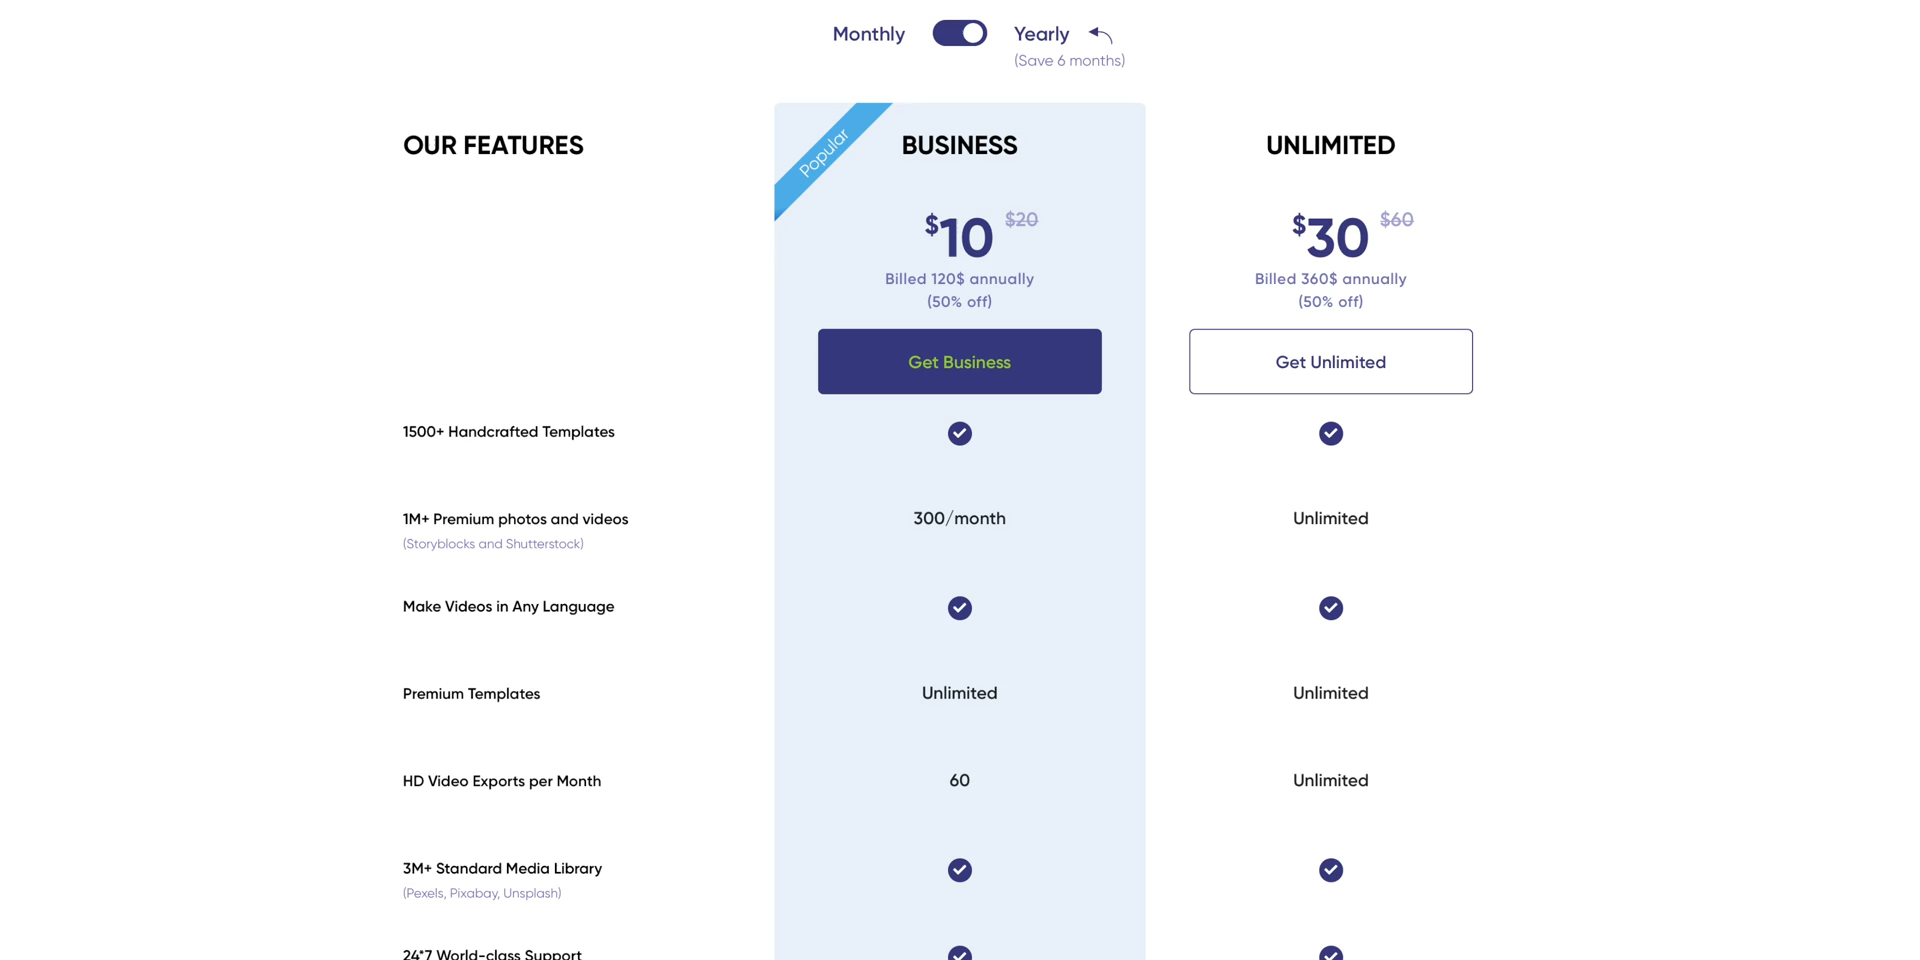 Monthly
Yearly
(Save 6 months)
OUR FEATURES
Popular
BUSINESS
UNLIMITED
$10 $20
$30 $60
Billed 120$ annually
(50% off)
Billed 360$ annually
(50% off)
Get Business
Get Unlimited
1500+ Handcrafted Templates
1M+ Premium photos and videos
(Storyblocks and Shutterstock)
300/month
Unlimited
Make Videos in Any Language
Premium Templates
Unlimited
Unlimited
HD Video Exports per Month
60
Unlimited
3M+ Standard Media Library
(Pexels, Pixabay, Unsplash)
24*7 World-class Support